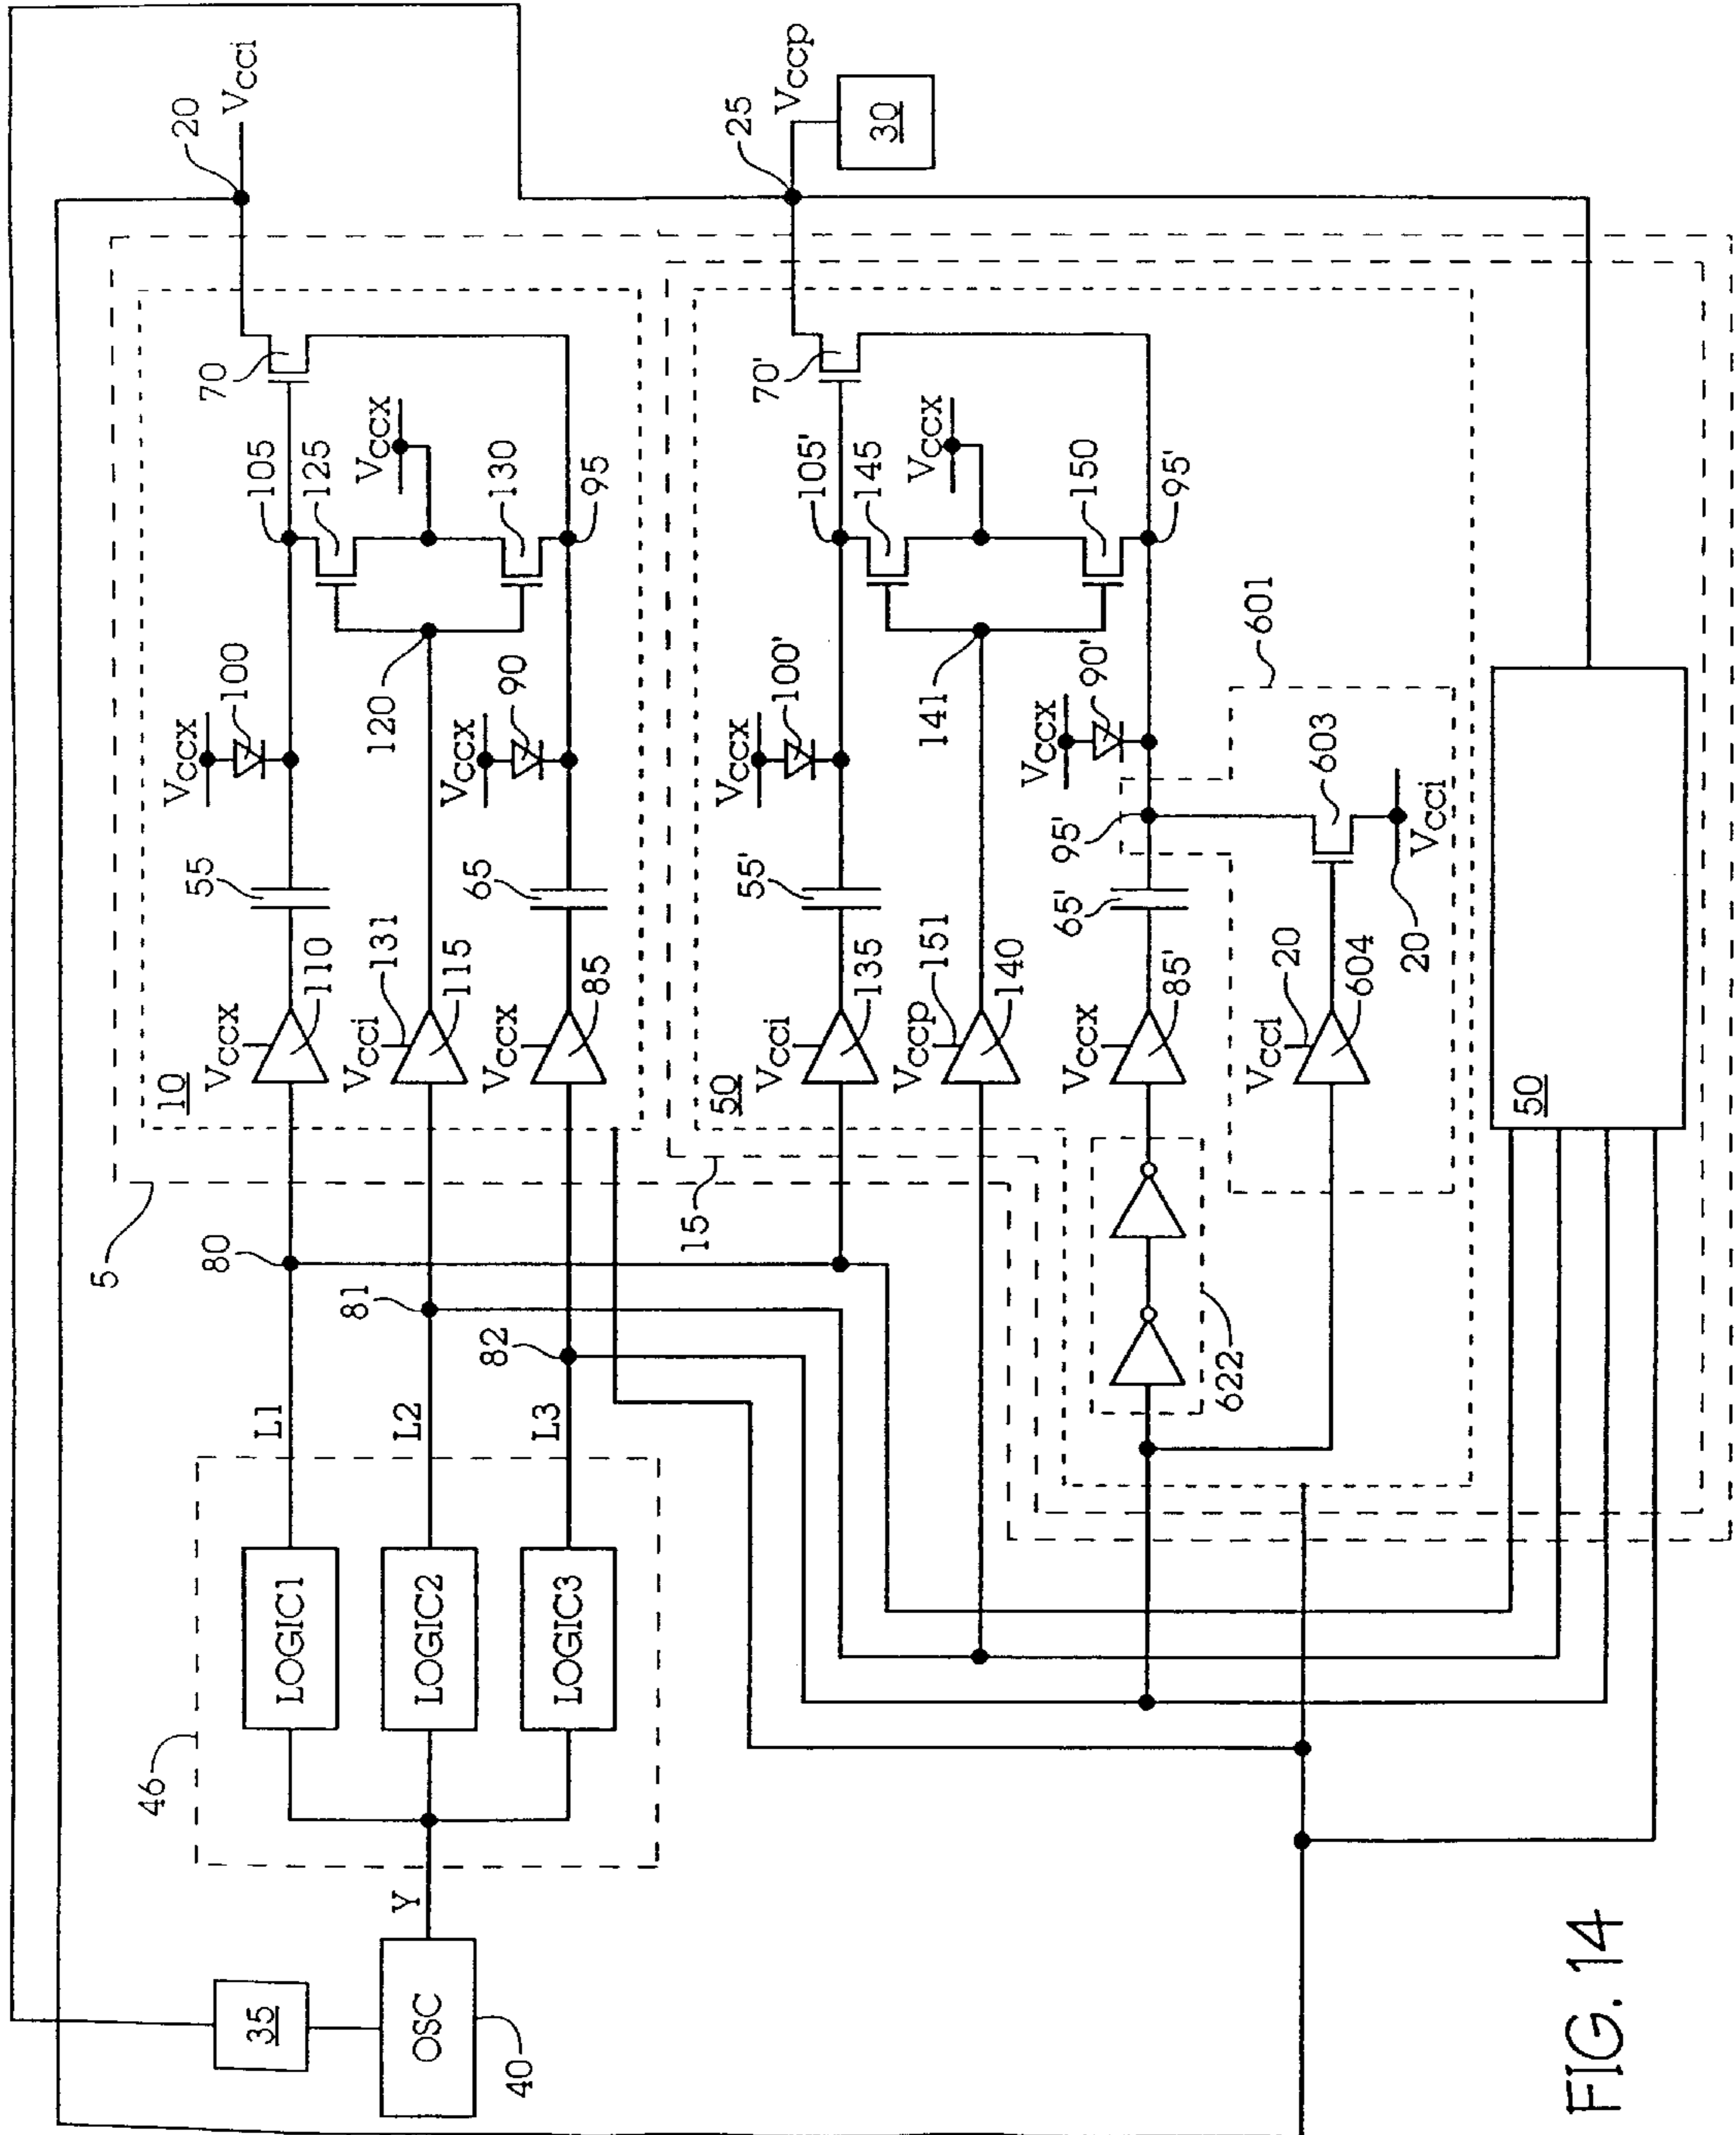 20
Vcci
25
Vccp
30
70
105
125
Vccx
130
95
Vccx
100
120
Vccx
90
55
65
Vccx
110
Vcci
131
115
Vccx
85
10
70'
105'
145
Vccx
150
95'
Vccx
100'
141
Vccx
90'
601
603
95'
Vcci
20
55'
65'
Vcci
135
Vccp
151
140
Vccx
85'
Vcci
20
604
50
50
5
15
80
81
82
622
L1
L2
L3
46
LOGIC1
LOGIC2
LOGIC3
Y
35
OSC
40
FIG. 14